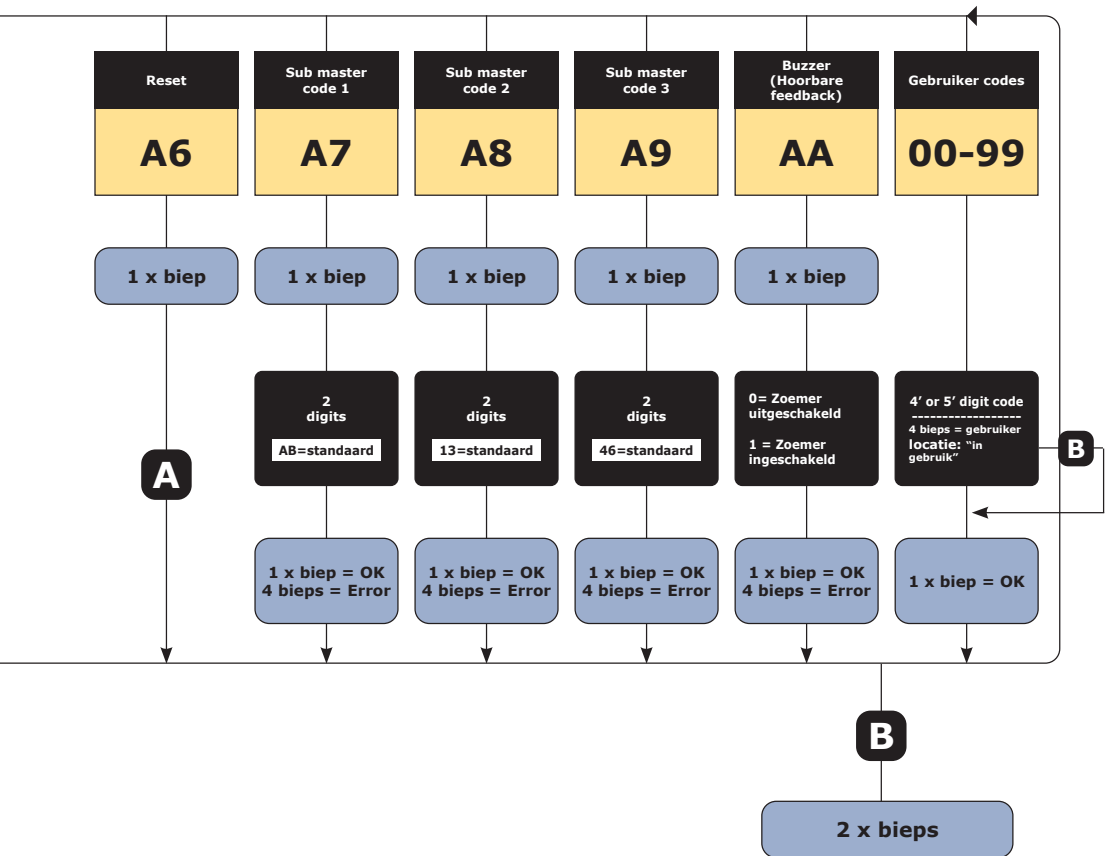 Reset
Sub master
code 1
Sub master
code 2
Sub master
code 3
Buzzer
(Hoorbare
feedback)
Gebruiker codes
A6
A7
A8
A9
AA
00-99
1 x biep
1 x biep
1 x biep
1 x biep
1 x biep
A
2
digits
AB=standaard
2
digits
13=standaard
2
digits
46=standaard
0= Zoemer
uitgeschakeld
1 = Zoemer
ingeschakeld
4' or 5' digit code
------------------
4 bieps = gebruiker
locatie: "in
gebruik"
B
1 x biep = OK
4 bieps = Error
1 x biep = OK
4 bieps = Error
1 x biep = OK
4 bieps = Error
1 x biep = OK
4 bieps = Error
1 x biep = OK
B
2 x bieps